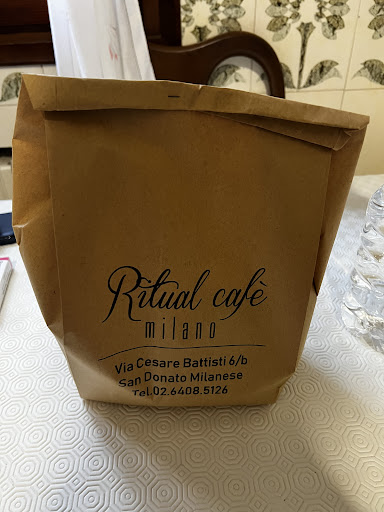 Ritual cafè
milano
Via Cesare Battisti 6/b
San Donato Milanese
Tel.02.6408.5126